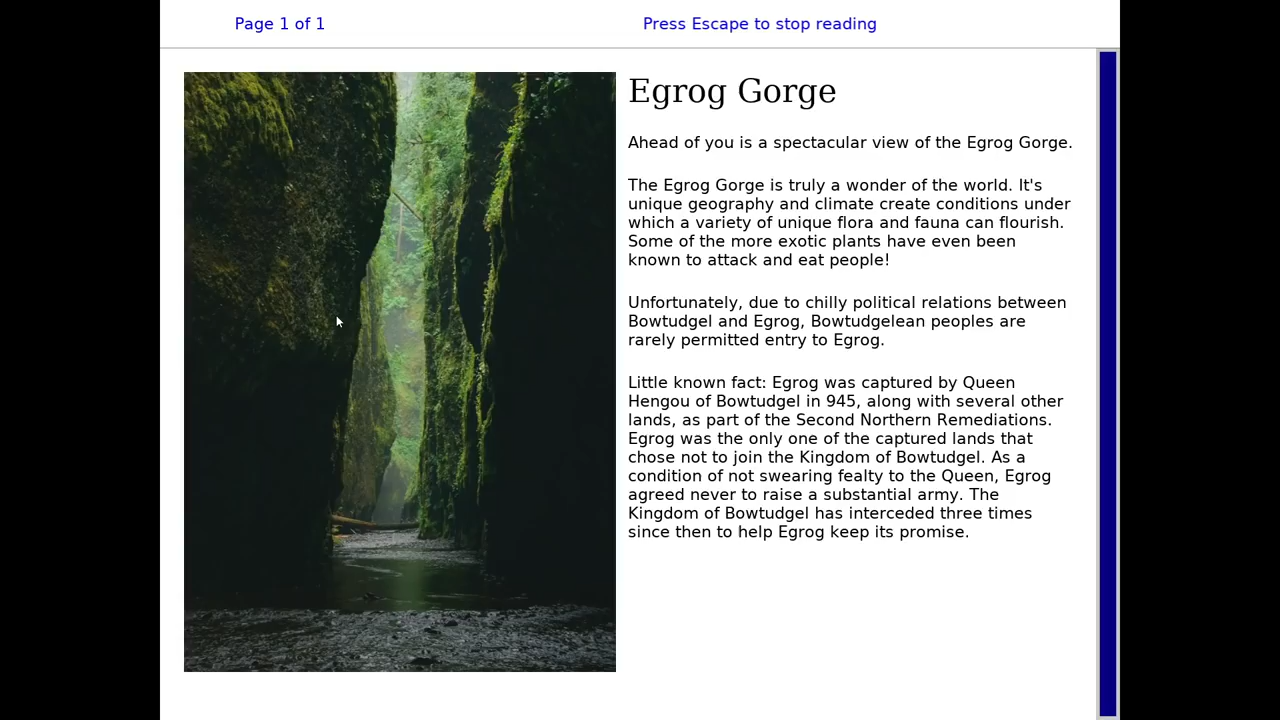 Page 1 of 1
Press Escape to stop reading
Egrog Gorge
Ahead of you is a spectacular view of the Egrog Gorge.
The Egrog Gorge is truly a wonder of the world. It's
unique geography and climate create conditions under
which a variety of unique flora and fauna can flourish.
Some of the more exotic plants have even been
known to attack and eat people!
Unfortunately, due to chilly political relations between
Bowtudgel and Egrog, Bowtudgelean peoples are
rarely permitted entry to Egrog.
Little known fact: Egrog was captured by Queen
Hengou of Bowtudgel in 945, along with several other
lands, as part of the Second Northern Remediations.
Egrog was the only one of the captured lands that
chose not to join the Kingdom of Bowtudgel. As a
condition of not swearing fealty to the Queen, Egrog
agreed never to raise a substantial army. The
Kingdom of Bowtudgel has interceded three times
since then to help Egrog keep its promise.